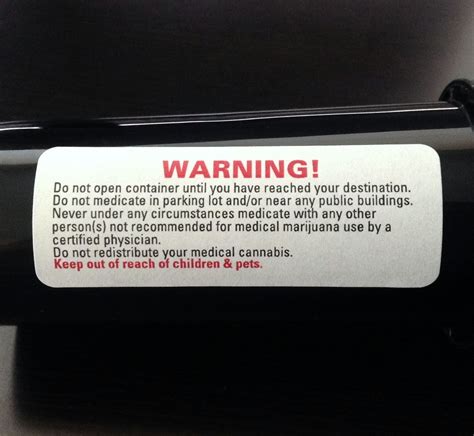 WARNING!
Do not open container until you have reached your destination.
Do not medicate in parking lot and/or near any public buildings.
Never under any circumstances medicate with any other
person(s) not recommended for medical marijuana use by a
certified physician.
Do not redistribute your medical cannabis.
Keep out of reach of children & pets.